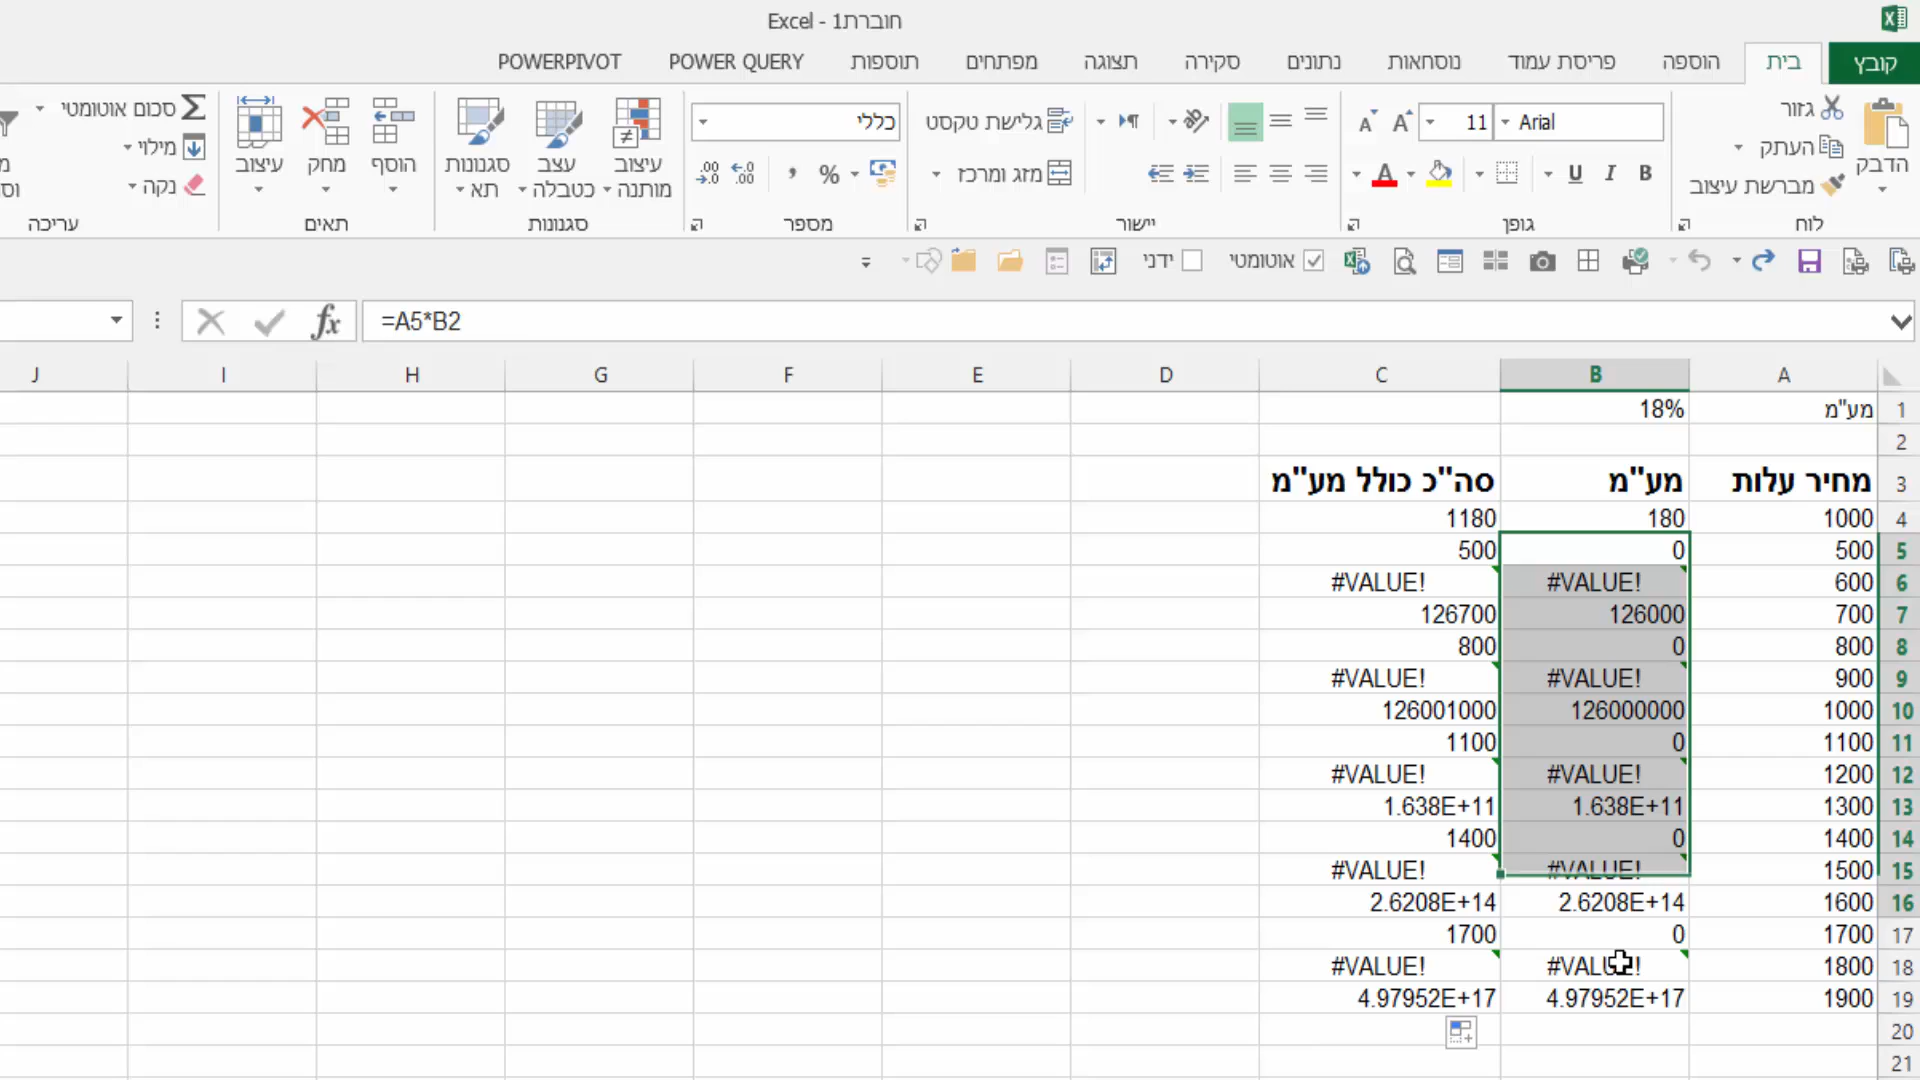 חוברת1 - Excel
קובץ בית הוספה פריסת עמוד נוסחאות נתונים סקירה תצוגה מפתחים תוספות POWER QUERY POWERPIVOT
הדבק
גזור
העתק
מברשת עיצוב
לוח
Arial 11
B I U
גופן
גלישת טקסט
מזג ומרכז
יישור
כללי
%
מספר
עיצוב מותנה
עצב כטבלה
סגנונות תא
סגנונות
הוסף
מחק
עיצוב
תאים
סכום אוטומטי
מילוי
נקה
עריכה
אוטומטי ידני
fx =A5*B2
A B C D E F G H I J
1 מע"מ 18%
2
3 מחיר עלות מע"מ סה"כ כולל מע"מ
4 1000 180 1180
5 500 0 500
6 600 #VALUE! #VALUE!
7 700 126000 126700
8 800 0 800
9 900 #VALUE! #VALUE!
10 1000 126000000 126001000
11 1100 0 1100
12 1200 #VALUE! #VALUE!
13 1300 1.638E+11 1.638E+11
14 1400 0 1400
15 1500 #VALUE! #VALUE!
16 1600 2.6208E+14 2.6208E+14
17 1700 0 1700
18 1800 #VALUE! #VALUE!
19 1900 4.97952E+17 4.97952E+17
20
21